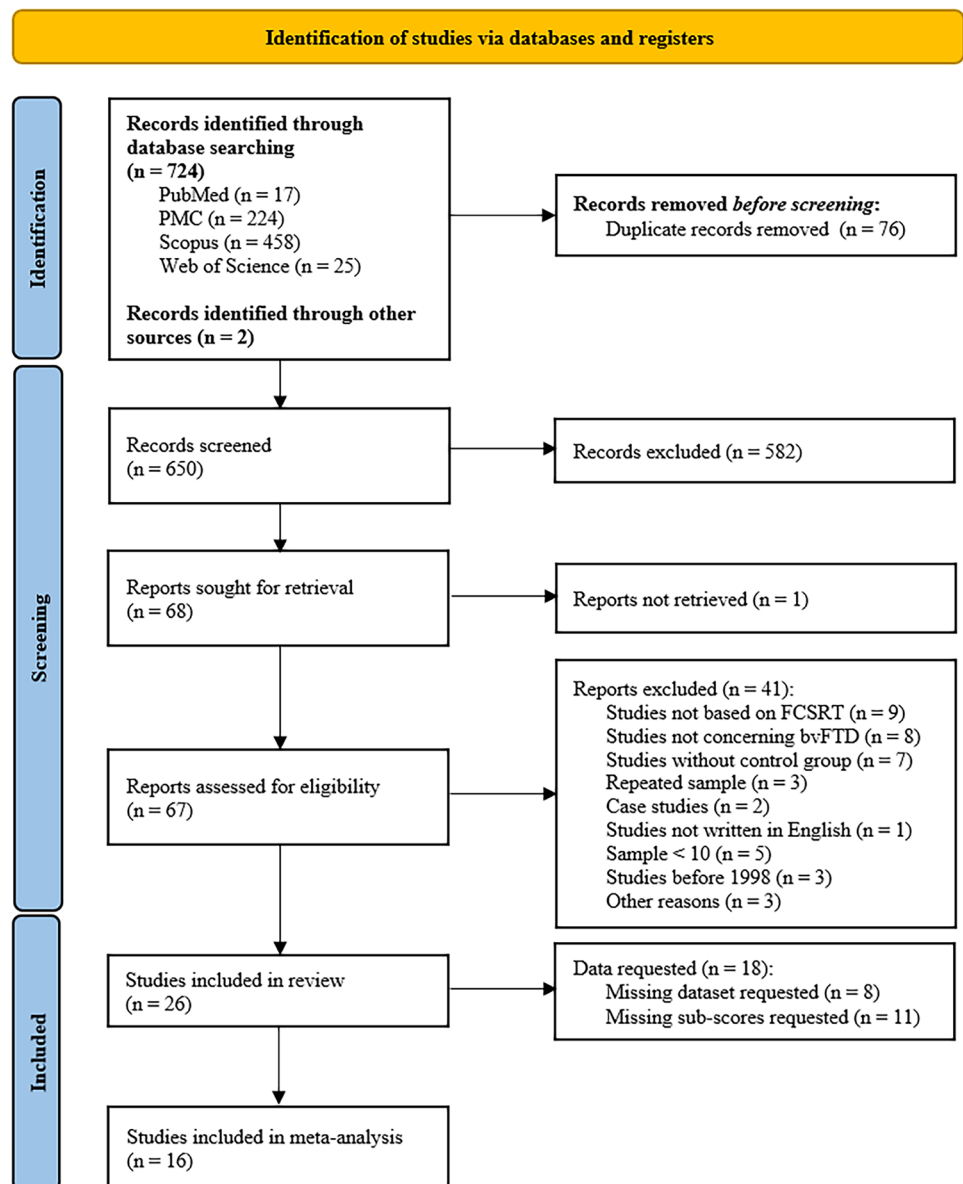 Identification of studies via databases and registers
Identification
Records identified through
database searching
(n = 724)
PubMed (n = 17)
PMC (n = 224)
Scopus (n = 458)
Web of Science (n = 25)
Records identified through other
sources (n = 2)
Records removed before screening:
Duplicate records removed (n = 76)
Screening
Records screened
(n = 650)
Records excluded (n = 582)
Reports sought for retrieval
(n = 68)
Reports not retrieved (n = 1)
Reports assessed for eligibility
(n = 67)
Reports excluded (n = 41):
Studies not based on FCSRT (n = 9)
Studies not concerning bvFTD (n = 8)
Studies without control group (n = 7)
Repeated sample (n = 3)
Case studies (n = 2)
Studies not written in English (n = 1)
Sample < 10 (n = 5)
Studies before 1998 (n = 3)
Other reasons (n = 3)
Included
Studies included in review
(n = 26)
Data requested (n = 18):
Missing dataset requested (n = 8)
Missing sub-scores requested (n = 11)
Studies included in meta-analysis
(n = 16)